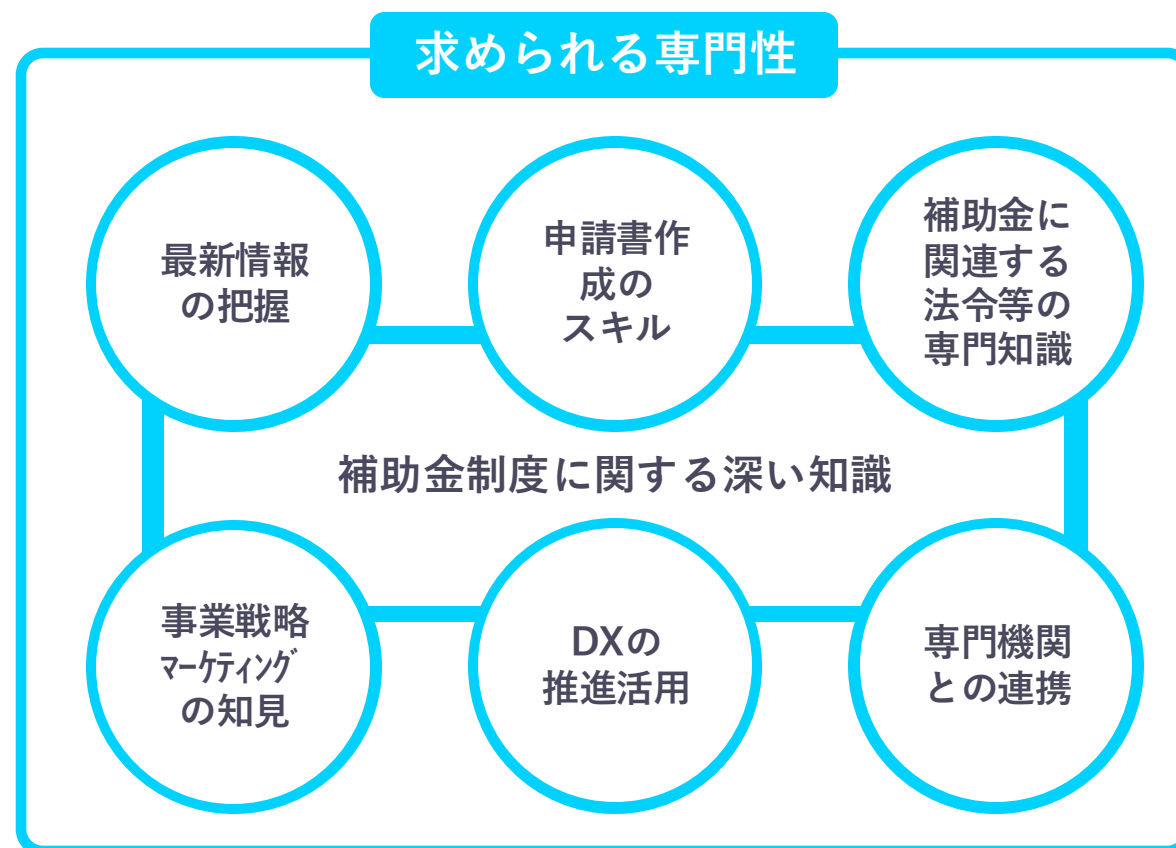 求められる専門性
最新情報
の把握
申請書作
成の
スキル
補助金に
関連する
法令等の
専門知識
補助金制度に関する深い知識
事業戦略
ﾏｰｹﾃｨﾝｸﾞ
の知見
DXの
推進活用
専門機関
との連携